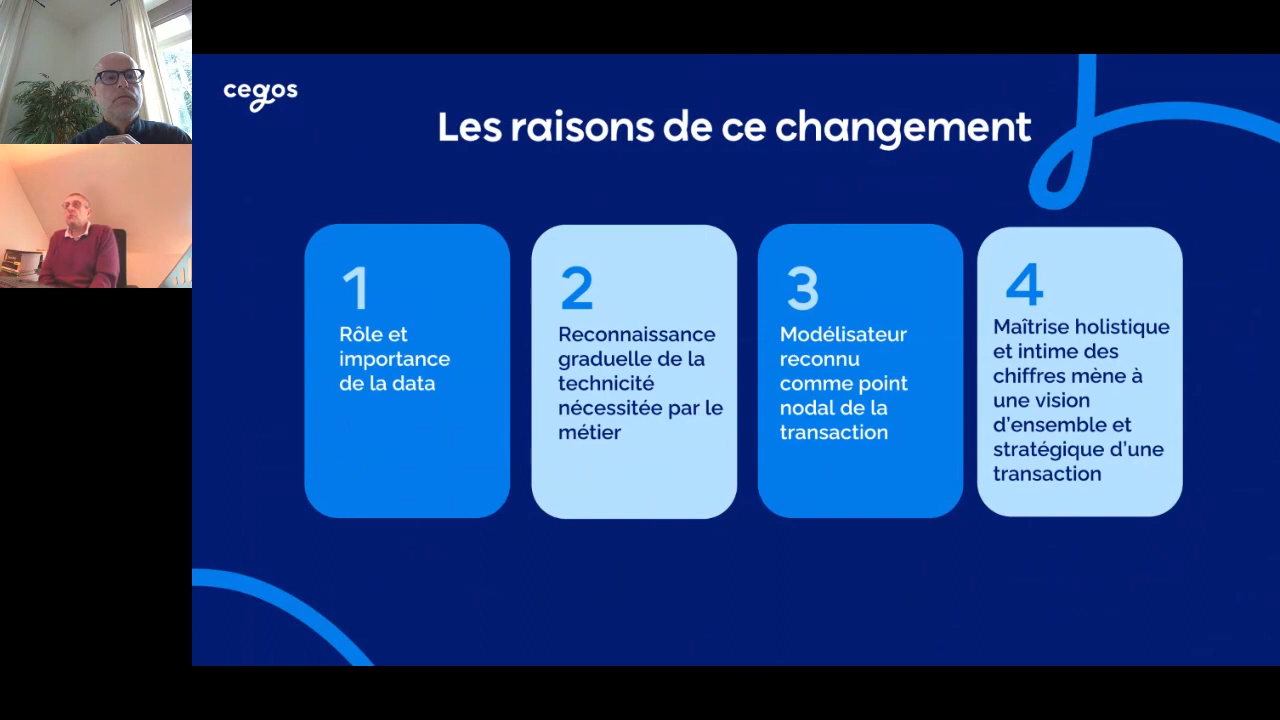 cegos
Les raisons de ce changement
1
Rôle et
importance
de la data
2
Reconnaissance
graduelle de la
technicité
nécessitée par le
métier
3
Modélisateur
reconnu
comme point
nodal de la
transaction
4
Maîtrise holistique
et intime des
chiffres mène à
une vision
d'ensemble et
stratégique d'une
transaction